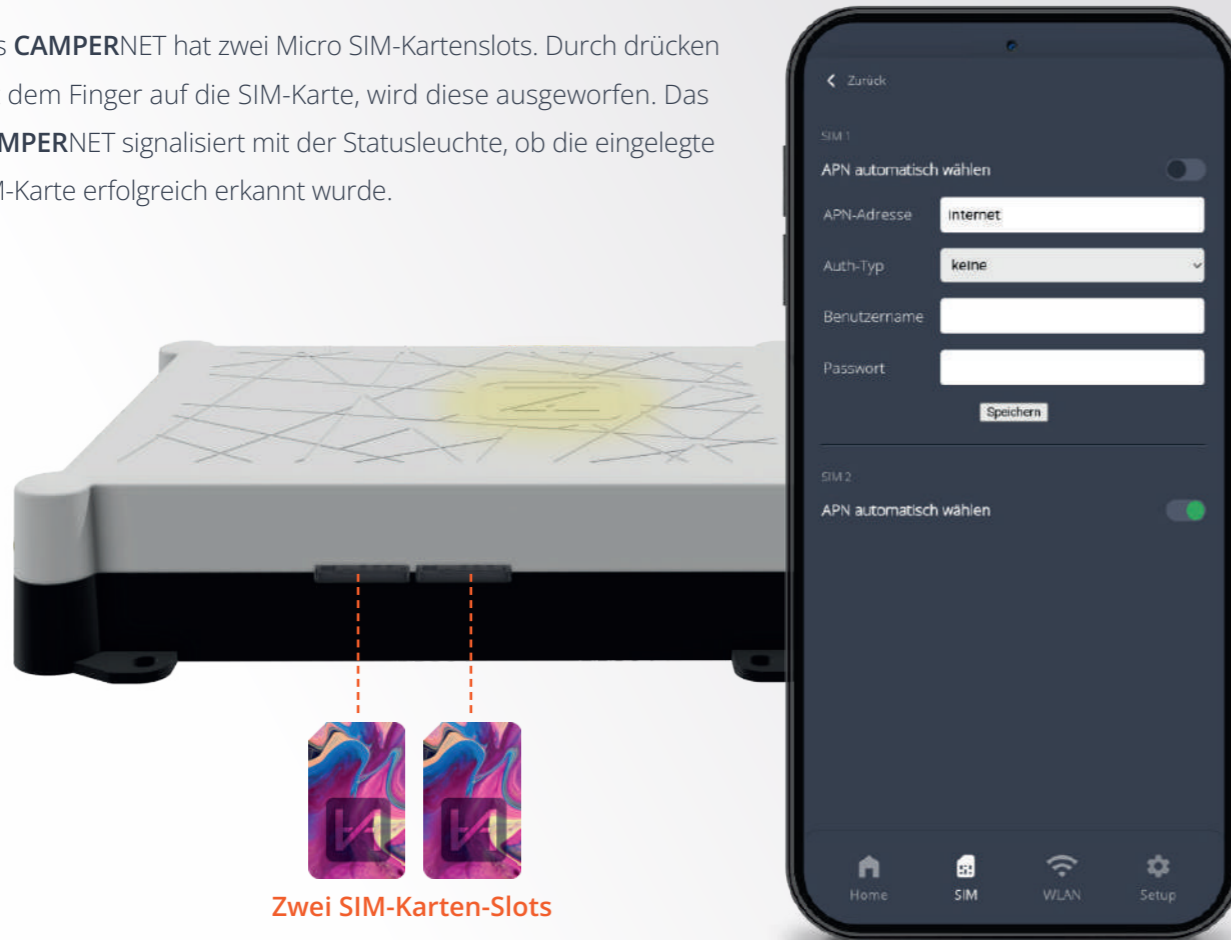 s CAMPERNET hat zwei Micro SIM-Kartenslots. Durch drücken
dem Finger auf die SIM-Karte, wird diese ausgeworfen. Das
MPERNET signalisiert mit der Statusleuchte, ob die eingelegte
M-Karte erfolgreich erkannt wurde.
Zwei SIM-Karten-Slots
Zurück
SIM 1
APN automatisch wählen
APN-Adresse internet
Auth-Typ keine
Benutzername
Passwort
Speichern
SIM 2
APN automatisch wählen
Home SIM WLAN Setup